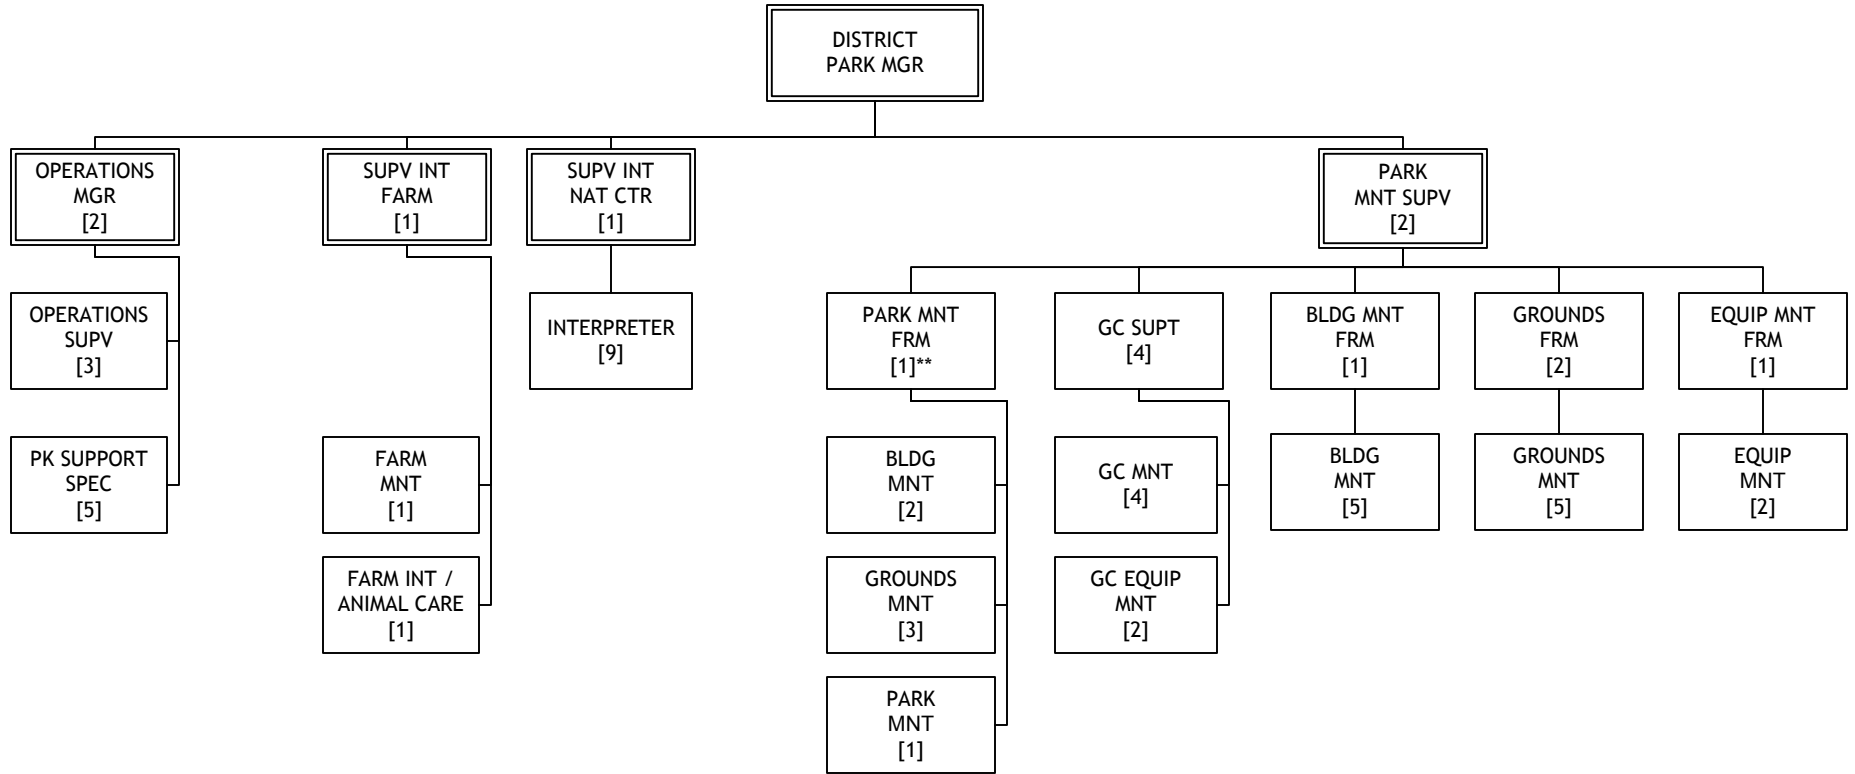 DISTRICT
PARK MGR
OPERATIONS
MGR
[2]
SUPV INT
FARM
[1]
SUPV INT
NAT CTR
[1]
PARK
MNT SUPV
[2]
OPERATIONS
SUPV
[3]
INTERPRETER
[9]
PARK MNT
FRM
[1]**
GC SUPT
[4]
BLDG MNT
FRM
[1]
GROUNDS
FRM
[2]
EQUIP MNT
FRM
[1]
PK SUPPORT
SPEC
[5]
FARM
MNT
[1]
BLDG
MNT
[2]
GC MNT
[4]
BLDG
MNT
[5]
GROUNDS
MNT
[5]
EQUIP
MNT
[2]
FARM INT /
ANIMAL CARE
[1]
GROUNDS
MNT
[3]
GC EQUIP
MNT
[2]
PARK
MNT
[1]